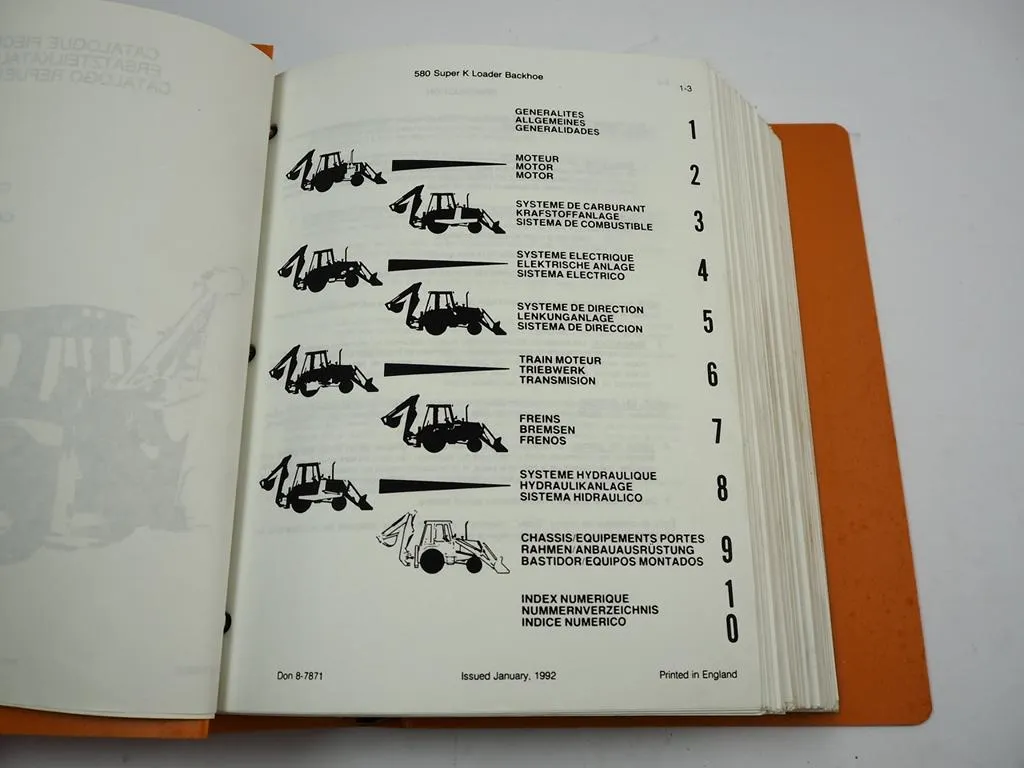 580 Super K Loader Backhoe
1-3
GENERALITES
ALLGEMEINES
GENERALIDADES
1
MOTEUR
MOTOR
MOTOR
2
SYSTEME DE CARBURANT
KRAFSTOFFANLAGE
SISTEMA DE COMBUSTIBLE
3
SYSTEME ELECTRIQUE
ELEKTRISCHE ANLAGE
SISTEMA ELECTRICO
4
SYSTEME DE DIRECTION
LENKUNGANLAGE
SISTEMA DE DIRECCION
5
TRAIN MOTEUR
TRIEBWERK
TRANSMISION
6
FREINS
BREMSEN
FRENOS
7
SYSTEME HYDRAULIQUE
HYDRAULIKANLAGE
SISTEMA HIDRAULICO
8
CHASSIS/EQUIPEMENTS PORTES
RAHMEN/ANBAUAUSRÜSTUNG
BASTIDOR/EQUIPOS MONTADOS
9
INDEX NUMERIQUE
NUMMERNVERZEICHNIS
INDICE NUMERICO
1
0
Don 8-7871
Issued January, 1992
Printed in England